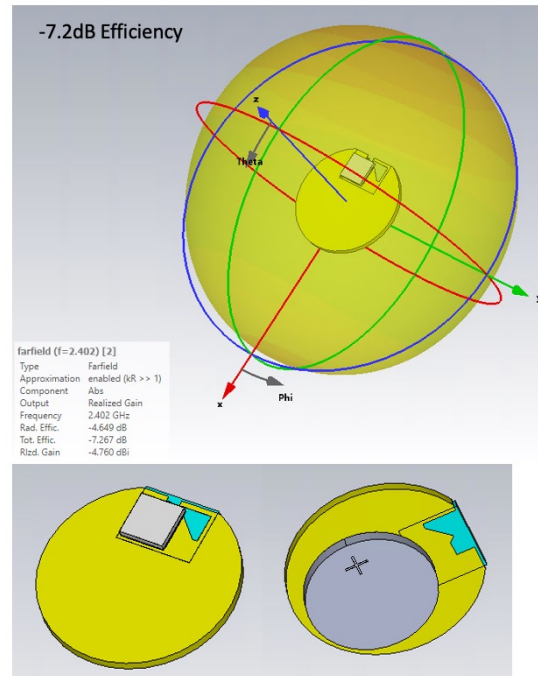 -7.2dB Efficiency
z
Theta
x
Phi
farfield (f=2.402) [2]
Type Farfield
Approximation enabled (kR >> 1)
Component Abs
Output Realized Gain
Frequency 2.402 GHz
Rad. Effic. -4.649 dB
Tot. Effic. -7.267 dB
Rlzd. Gain -4.760 dBi